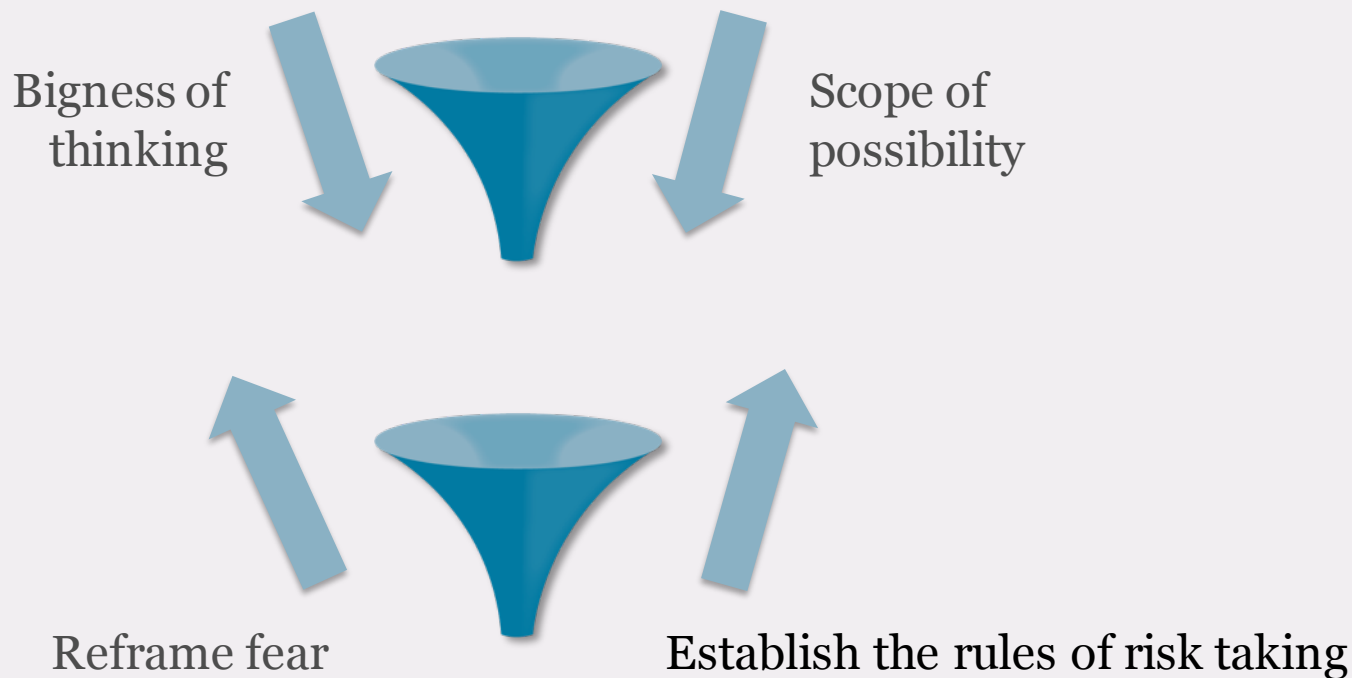 Bigness of
thinking
Scope of
possibility
Reframe fear
Establish the rules of risk taking